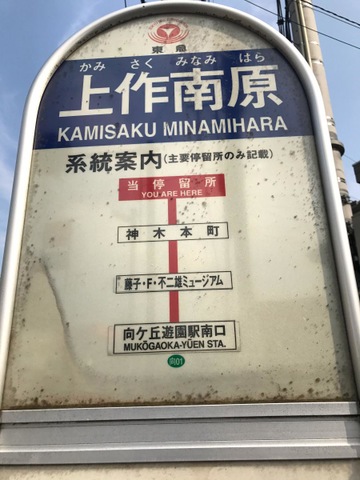 東急
かみ さく みなみ はら
上作南原
KAMISAKU MINAMIHARA
系統案内(主要停留所のみ記載)
当停留所
YOU ARE HERE
神木本町
藤子・F・不二雄ミュージアム
向ケ丘遊園駅南口
MUKŌGAOKA-YŪEN STA.
向01